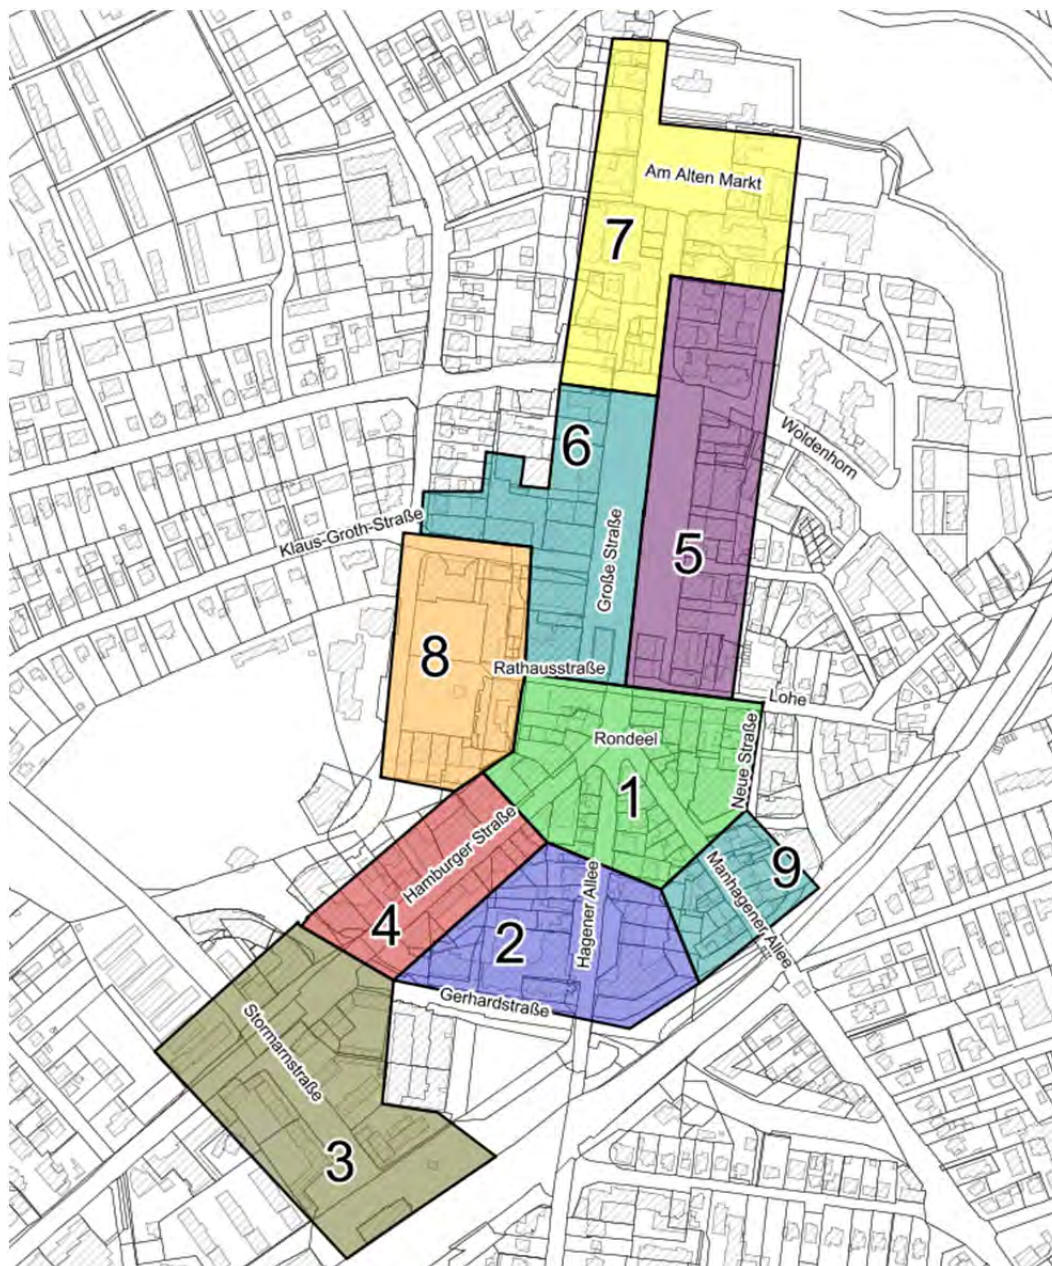 Am Alten Markt
7
Woldenhorn
6
Klaus-Groth-Straße
Große Straße
5
8
Rathausstraße
Lohe
Rondeel
Neue Straße
1
Hamburger Straße
9
Manhagener Allee
Hagener Allee
4
2
Gerhardstraße
Stormarnstraße
3